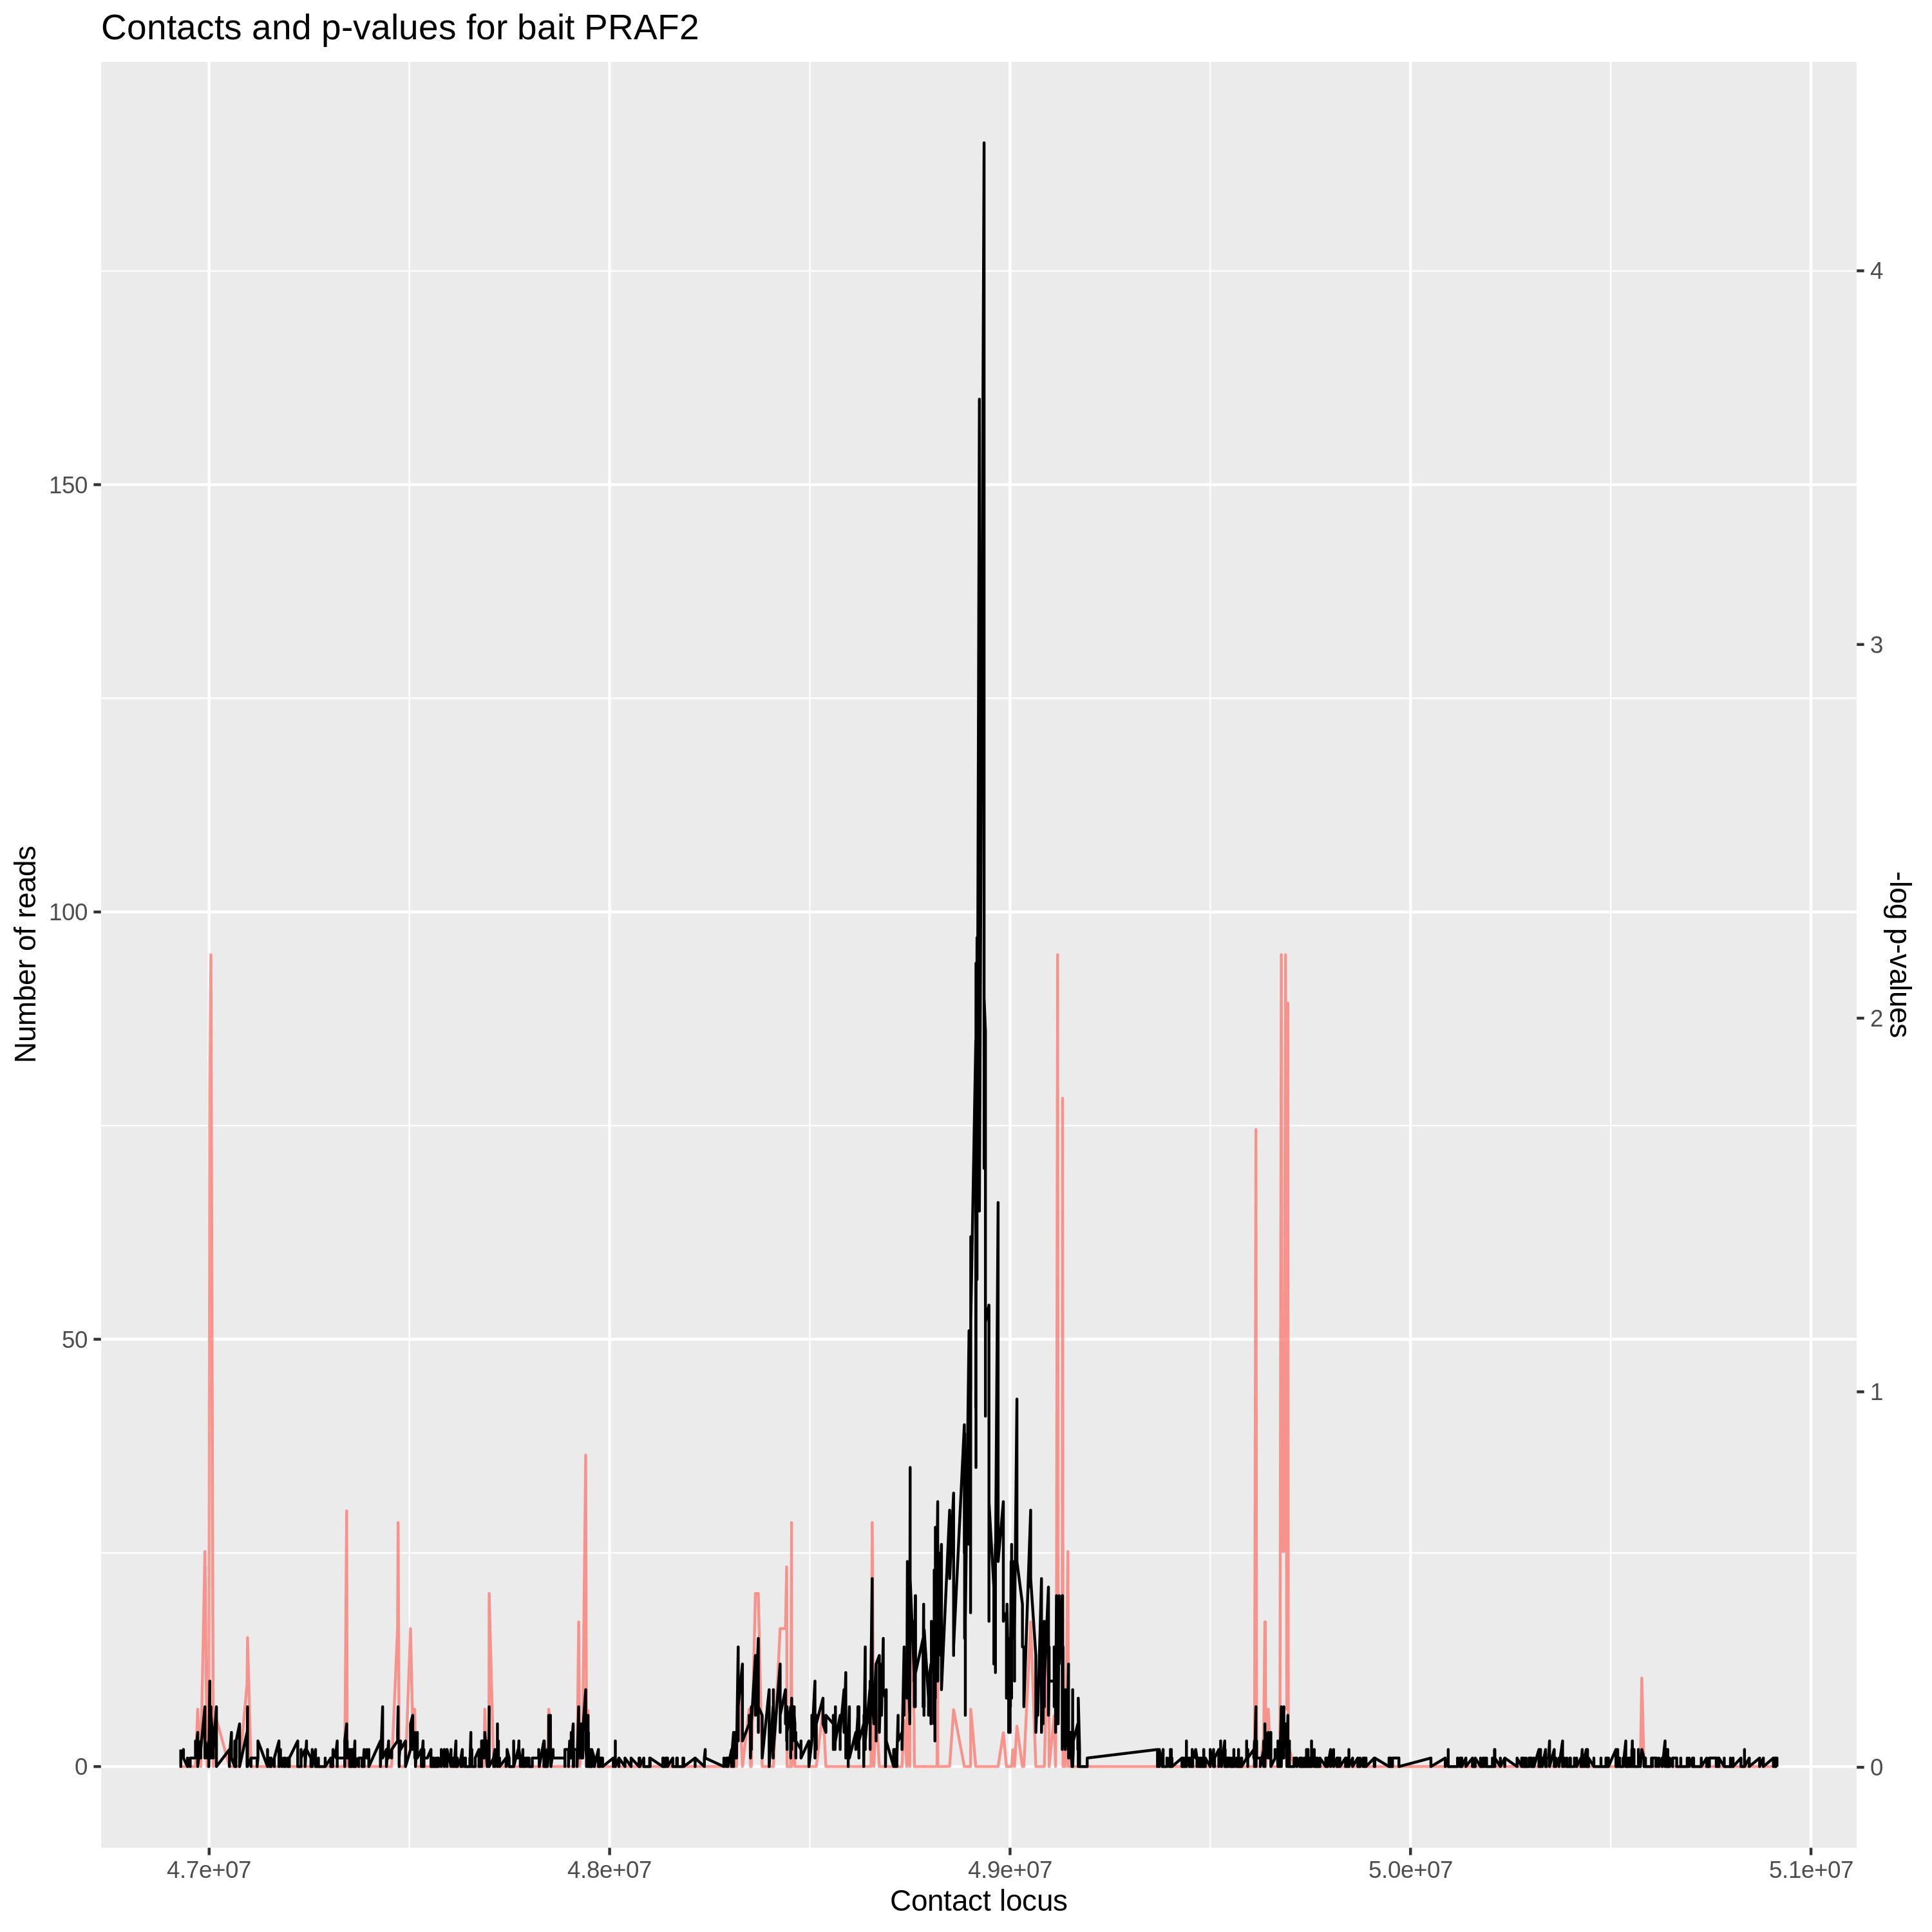 Contacts and p-values for bait PRAF2
Number of reads
150
100
50
0
4
3
2
1
0
-log p-values
4.7e+07
4.8e+07
4.9e+07
5.0e+07
5.1e+07
Contact locus